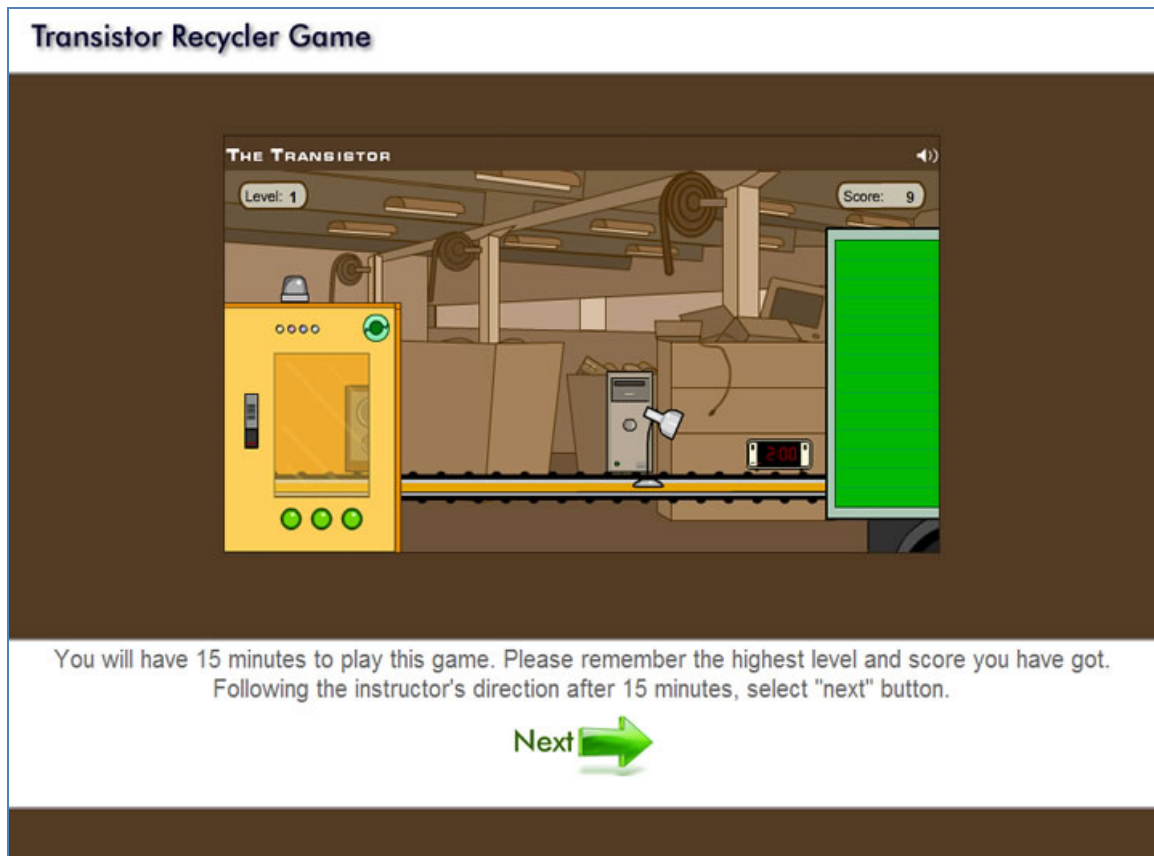 Transistor Recycler Game
THE TRANSISTOR
Level: 1
Score: 9
2:00
You will have 15 minutes to play this game. Please remember the highest level and score you have got.
Following the instructor's direction after 15 minutes, select "next" button.
Next